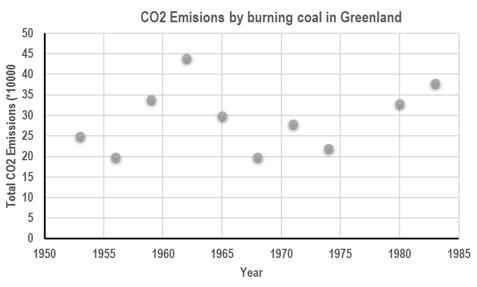 CO2 Emisions by burning coal in Greenland
Total CO2 Emissions (*10000
50
45
40
35
30
25
20
15
10
5
0
1950 1955 1960 1965 1970 1975 1980 1985
Year